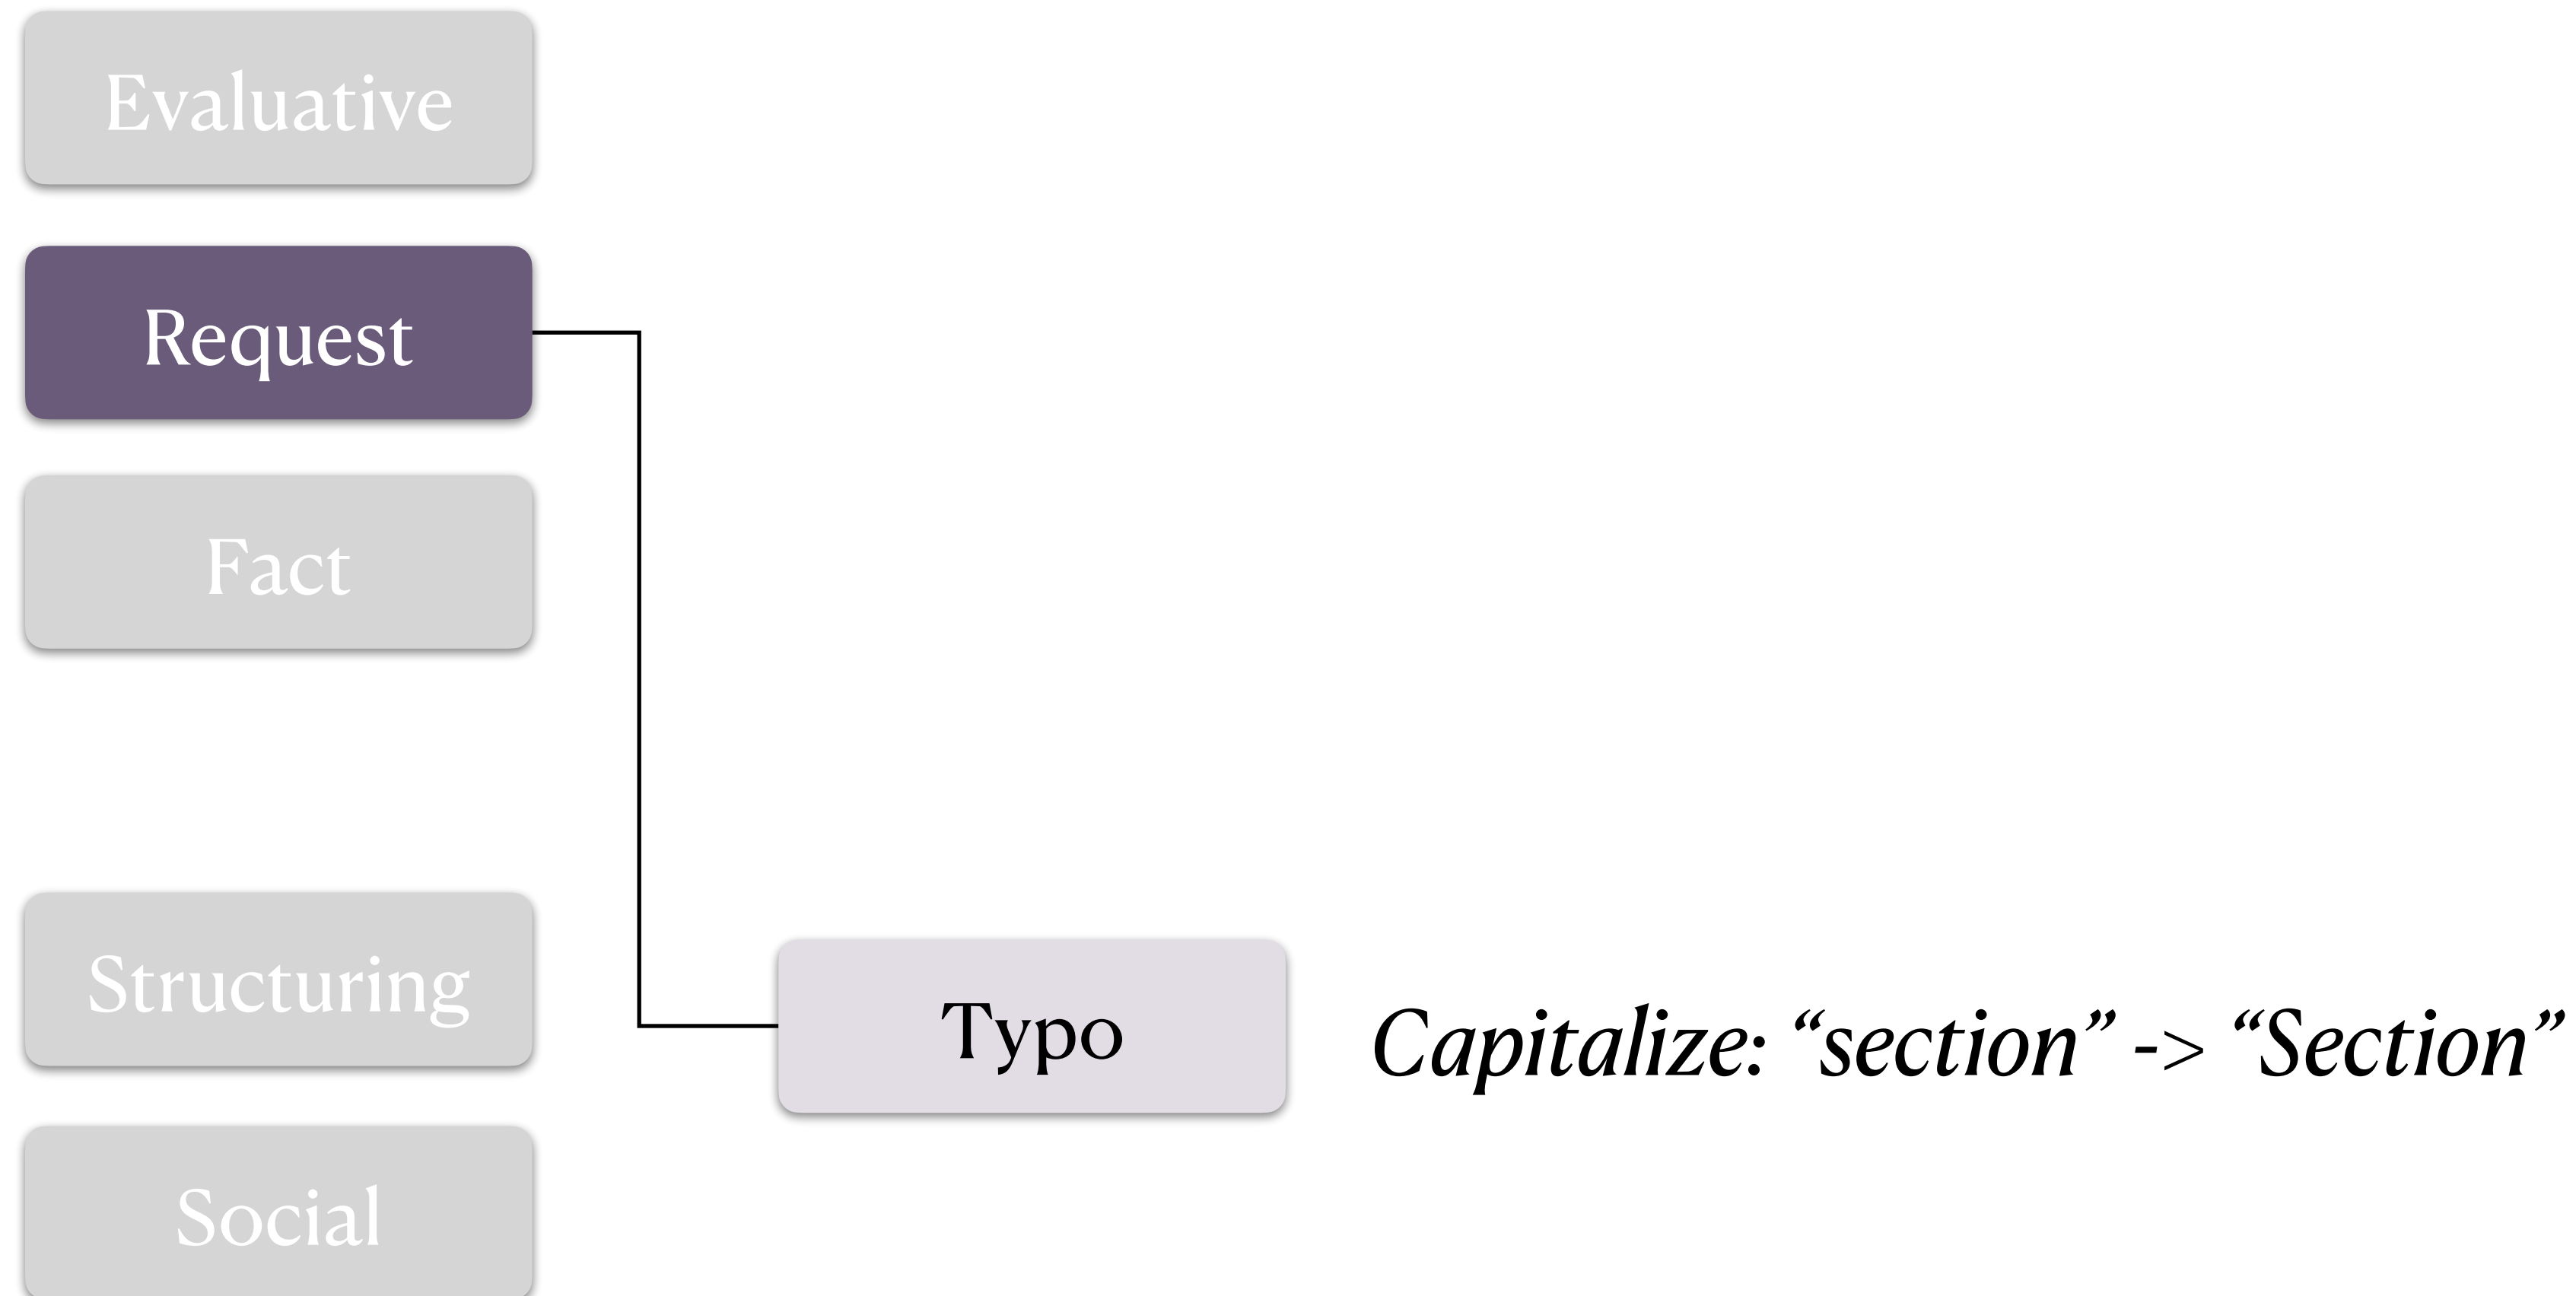 Evaluative
Request
Fact
Structuring
Typo
Capitalize: “section” -> “Section”
Social